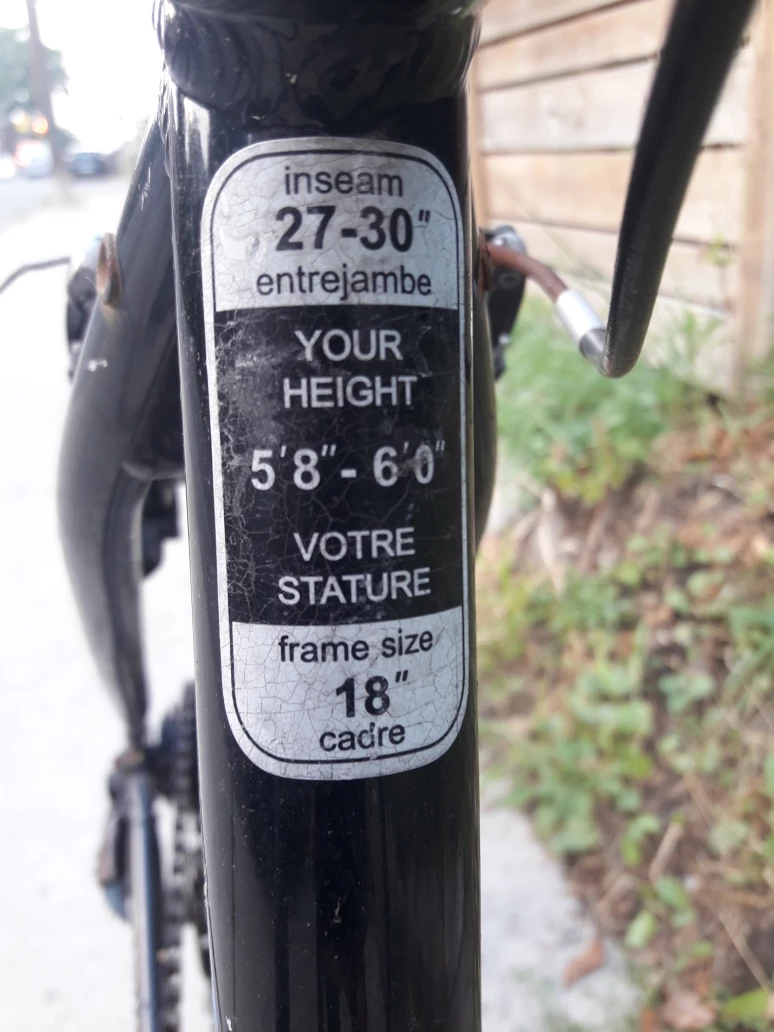 inseam
27-30"
entrejambe
YOUR
HEIGHT
5'8"- 6'0"
VOTRE
STATURE
frame size
18"
cadre